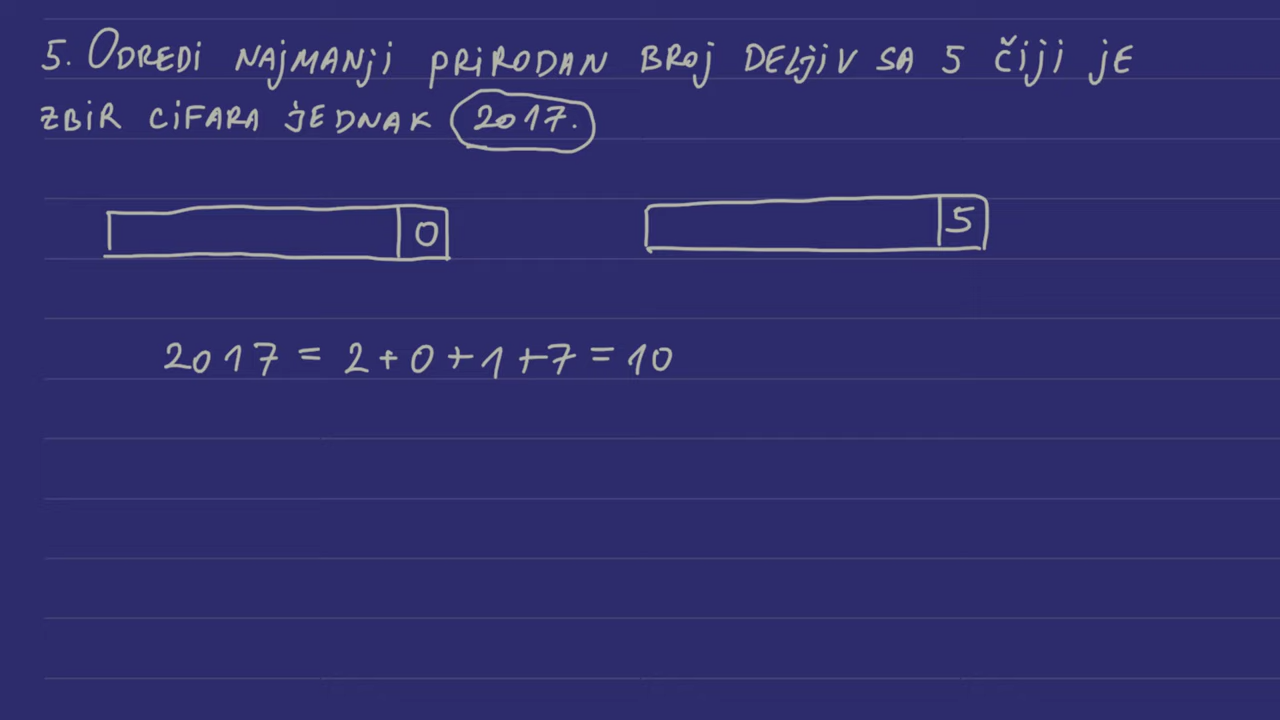 5. ODREDI NAJMANJI PRIRODAN BROJ DELJIV SA 5 ČIJI JE
ZBIR CIFARA JEDNAK 2017.
0
5
2017 = 2+0+1+7 = 10